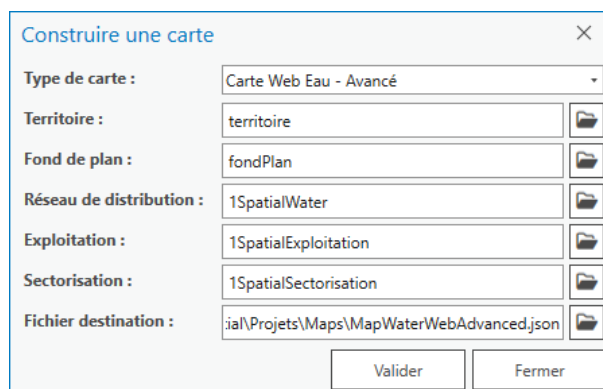 Construire une carte
Type de carte : Carte Web Eau - Avancé
Territoire : territoire
Fond de plan : fondPlan
Réseau de distribution : 1SpatialWater
Exploitation : 1SpatialExploitation
Sectorisation : 1SpatialSectorisation
Fichier destination : :ial\Projets\Maps\MapWaterWebAdvanced.json
Valider Fermer